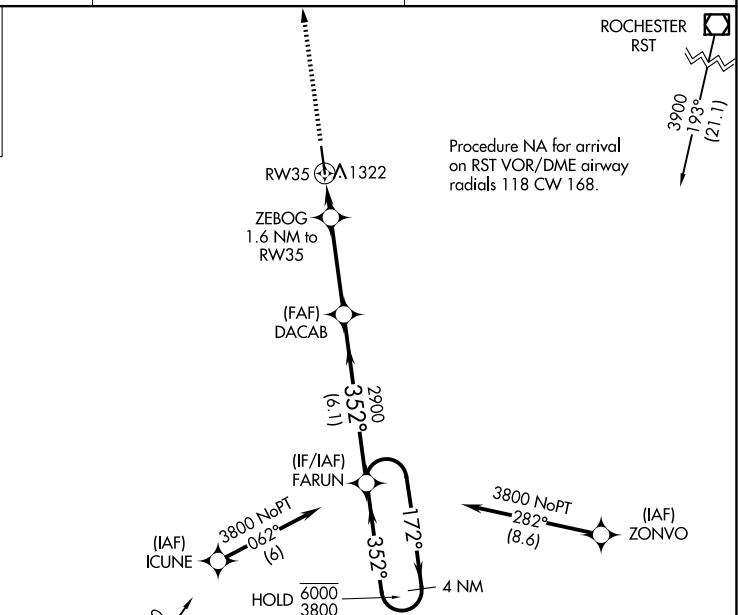 ROCHESTER
RST
3900
193°
(21.1)
Procedure NA for arrival
on RST VOR/DME airway
radials 118 CW 168.
RW35
1322
ZEBOG
1.6 NM to
RW35
(FAF)
DACAB
2900
352°
(6.1)
(IF/IAF)
FARUN
3800 NoPT
062°
(6)
(IAF)
ICUNE
3800 NoPT
282°
(8.6)
(IAF)
ZONVO
172°
352°
4 NM
HOLD
6000
3800